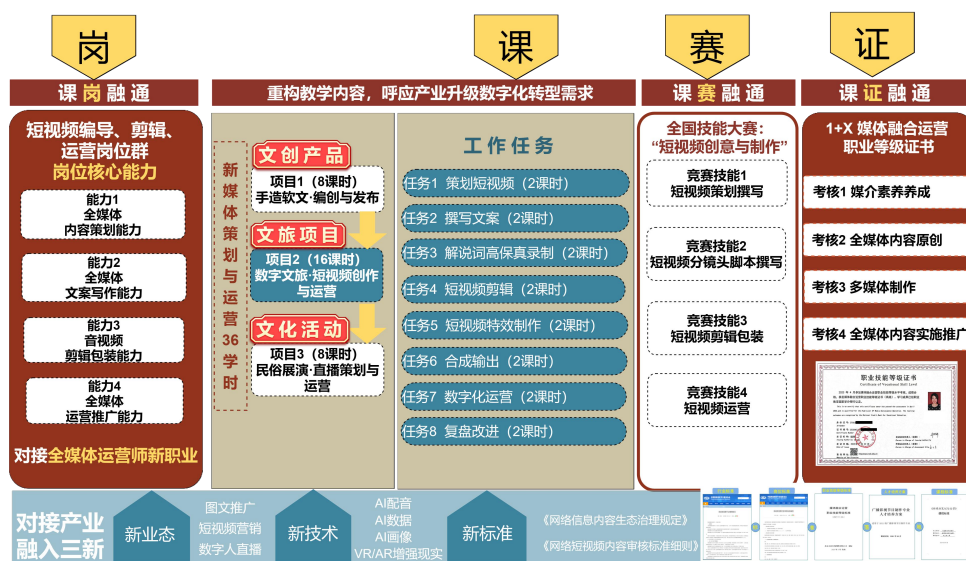 岗
课
赛
证
课岗融通
重构教学内容，呼应产业升级数字化转型需求
课赛融通
课证融通
短视频编导、剪辑、
运营岗位群
岗位核心能力
能力1
全媒体
内容策划能力
能力2
全媒体
文案写作能力
能力3
音视频
剪辑包装能力
能力4
全媒体
运营推广能力
对接全媒体运营师新职业
新媒体策划与运营36学时
文创产品
项目1（8课时）
手造软文·编创与发布
文旅项目
项目2（16课时）
数字文旅·短视频创作
与运营
文化活动
项目3（8课时）
民俗展演·直播策划与
运营
工作任务
任务1 策划短视频（2课时）
任务2 撰写文案（2课时）
任务3 解说词高保真录制（2课时）
任务4 短视频剪辑（2课时）
任务5 短视频特效制作（2课时）
任务6 合成输出（2课时）
任务7 数字化运营（2课时）
任务8 复盘改进（2课时）
全国技能大赛：
“短视频创意与制作”
竞赛技能1
短视频策划撰写
竞赛技能2
短视频分镜头脚本撰写
竞赛技能3
短视频剪辑包装
竞赛技能4
短视频运营
1+X 媒体融合运营
职业等级证书
考核1 媒介素养养成
考核2 全媒体内容原创
考核3 多媒体制作
考核4 全媒体内容实施推广
职业技能等级证书
Certificate of Vocational Skill Level
对接产业
融入三新
新业态
图文推广
短视频营销
数字人直播
新技术
AI配音
AI数据
AI画像
VR/AR增强现实
新标准
《网络信息内容生态治理规定》
《网络短视频内容审核标准细则》